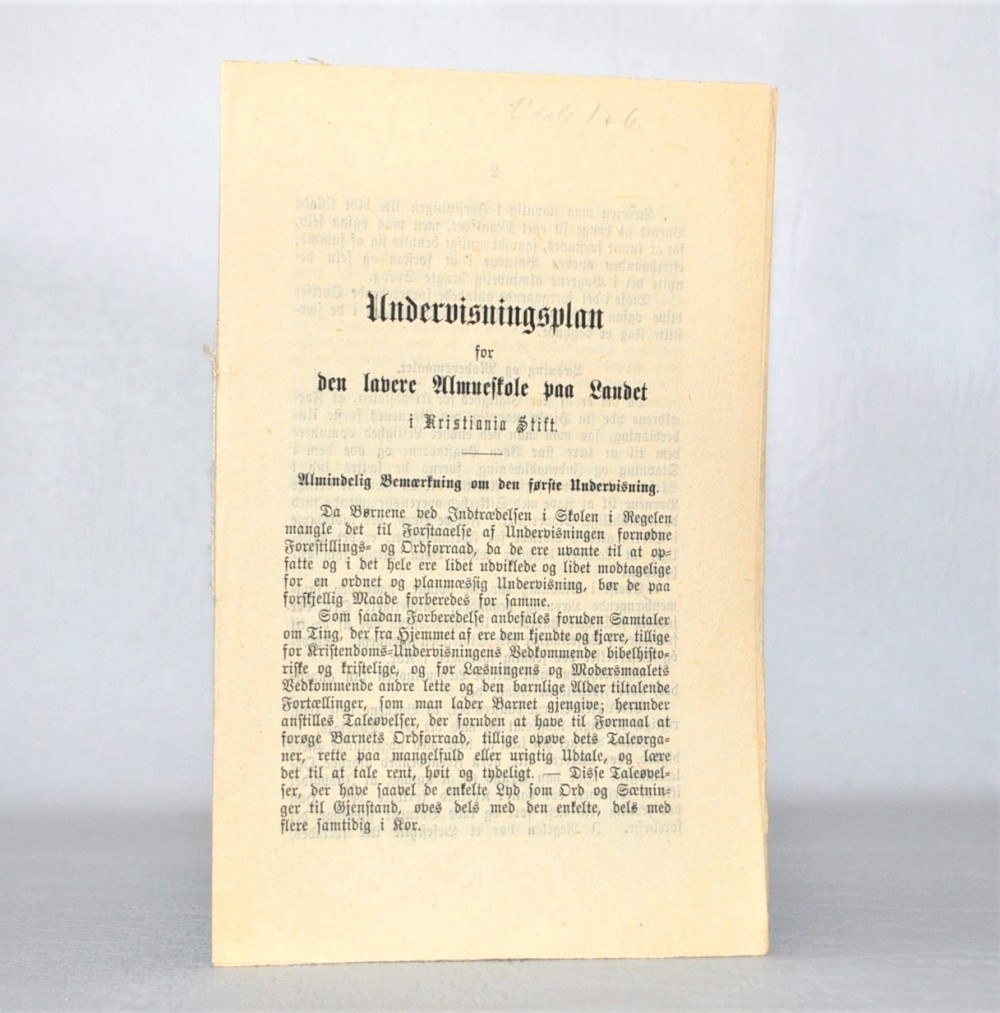 Undervisningsplan
for
den lavere Almueskole paa Landet
i Kristiania Stift.
Almindelig Bemærkning om den første Undervisning.
Da Børnene ved Indtrædelsen i Skolen i Regelen
mangle det til Forstaaelse af Undervisningen fornødne
Forestillings- og Ordforraad, da de ere uvante til at op-
fatte og i det hele ere lidet udviklede og lidet modtagelige
for en ordnet og planmæssig Undervisning, bør de paa
forskjellig Maade forberedes for samme.
Som saadan Forberedelse anbefales foruden Samtaler
om Ting, der fra Hjemmet af ere dem kjendte og kjære, tillige
for Kristendoms-Undervisningens Vedkommende bibelhisto-
riske og kristelige, og for Læsningens og Modersmaalets
Vedkommende andre lette og den barnlige Alder tiltalende
Fortællinger, som man lader Barnet gjengive; herunder
anstilles Taleøvelser, der foruden at have til Formaal at
forøge Barnets Ordforraad, tillige opøve dets Taleorga-
ner, rette paa mangelfuld eller urigtig Udtale, og lære
det til at tale rent, høit og tydeligt. — Disse Taleøvel-
ser, der have saavel de enkelte Lyd som Ord og Sætnin-
ger til Gjenstand, øves dels med den enkelte, dels med
flere samtidig i Kor.